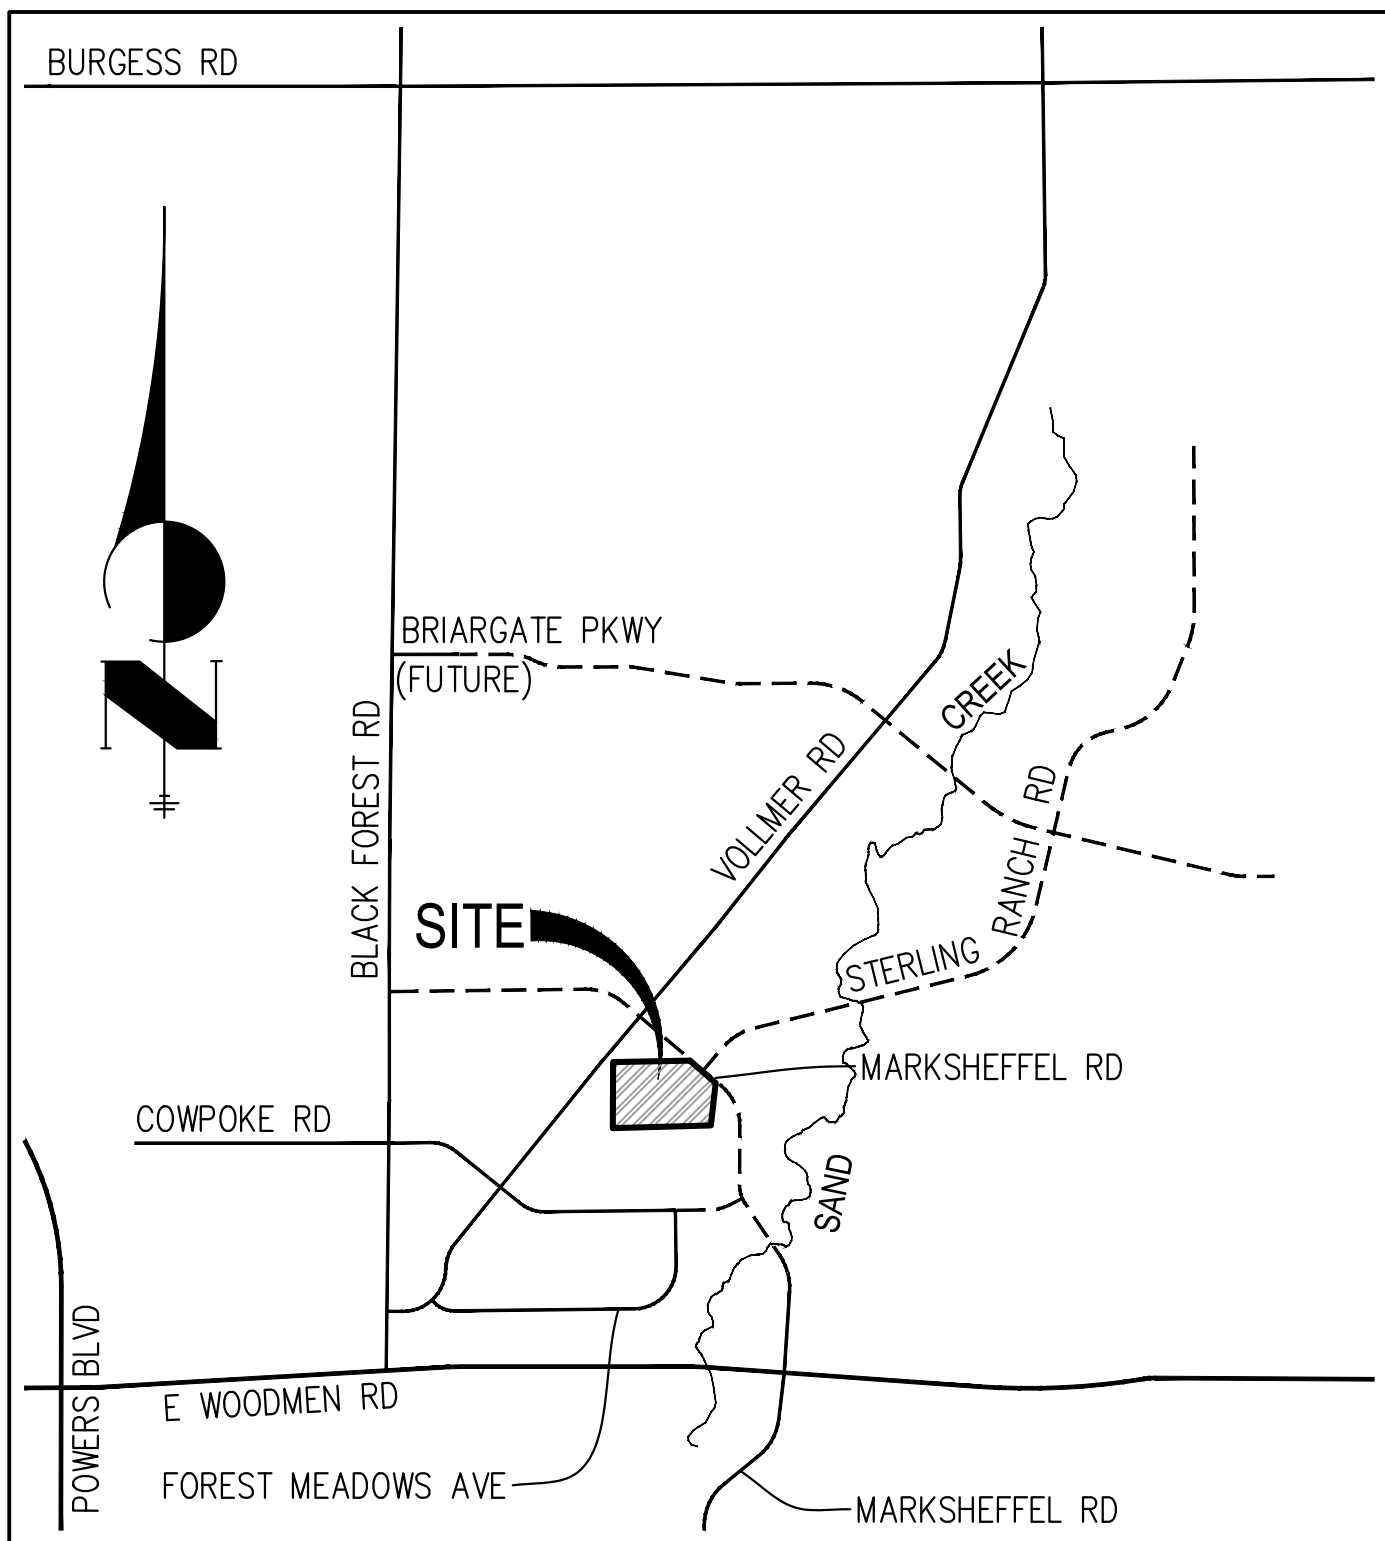 BURGESS RD
N
BRIARGATE PKWY
(FUTURE)
BLACK FOREST RD
VOLLMER RD
CREEK
STERLING RANCH RD
SITE
MARKSHEFFEL RD
COWPOKE RD
SAND
POWERS BLVD
E WOODMEN RD
FOREST MEADOWS AVE
MARKSHEFFEL RD